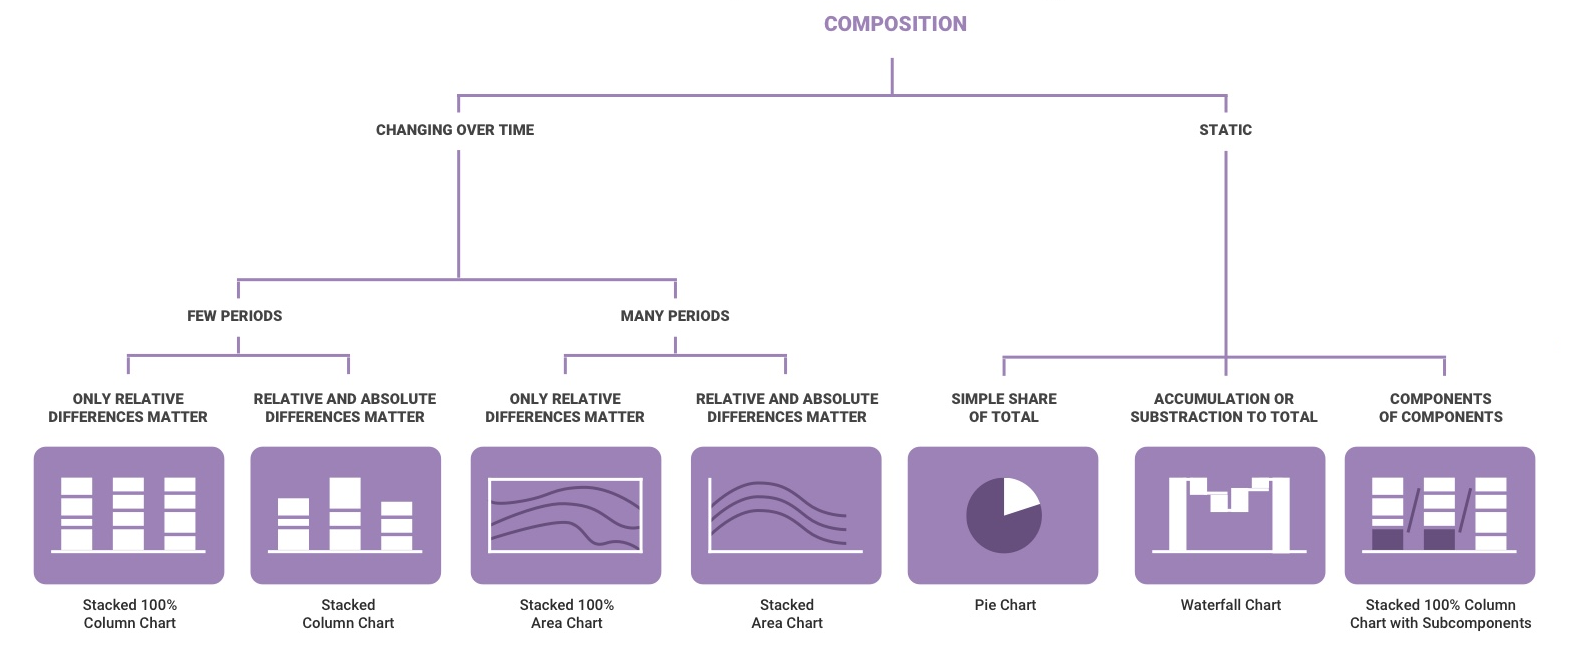 COMPOSITION
CHANGING OVER TIME
STATIC
FEW PERIODS
MANY PERIODS
ONLY RELATIVE
DIFFERENCES MATTER
RELATIVE AND ABSOLUTE
DIFFERENCES MATTER
ONLY RELATIVE
DIFFERENCES MATTER
RELATIVE AND ABSOLUTE
DIFFERENCES MATTER
SIMPLE SHARE
OF TOTAL
ACCUMULATION OR
SUBSTRACTION TO TOTAL
COMPONENTS
OF COMPONENTS
Stacked 100%
Column Chart
Stacked
Column Chart
Stacked 100%
Area Chart
Stacked
Area Chart
Pie Chart
Waterfall Chart
Stacked 100% Column
Chart with Subcomponents